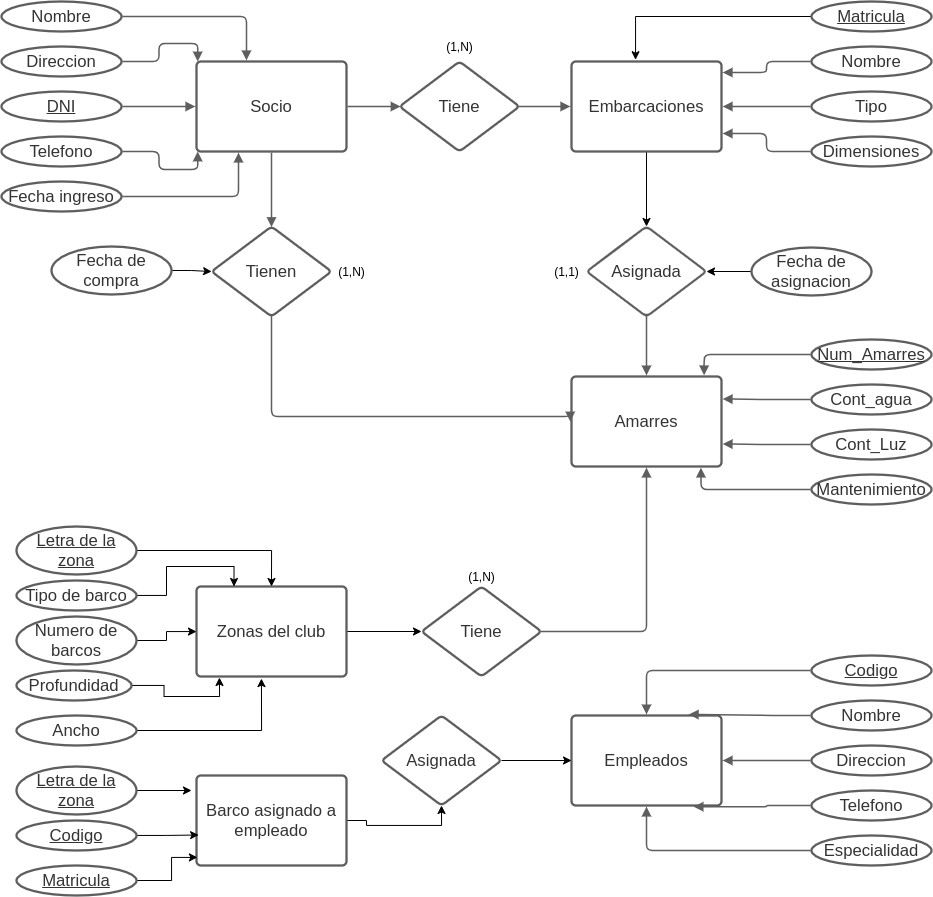 Nombre
Direccion
DNI
Telefono
Fecha ingreso
Socio
(1,N)
Tiene
Embarcaciones
Matricula
Nombre
Tipo
Dimensiones
Fecha de
compra
Tienen
(1,N)
(1,1)
Asignada
Fecha de
asignacion
Amarres
Num_Amarres
Cont_agua
Cont_Luz
Mantenimiento
Letra de la
zona
Tipo de barco
Numero de
barcos
Profundidad
Ancho
Zonas del club
(1,N)
Tiene
Letra de la
zona
Codigo
Matricula
Barco asignado a
empleado
Asignada
Empleados
Codigo
Nombre
Direccion
Telefono
Especialidad